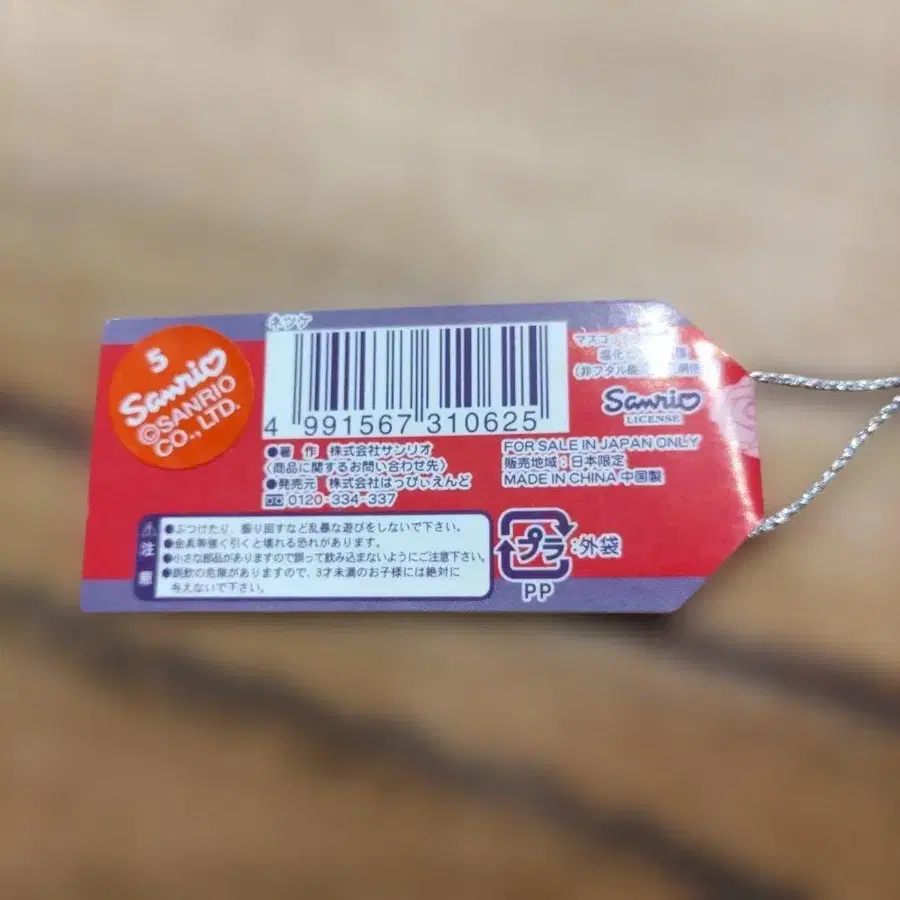 5
Sanrio
©SANRIO
CO., LTD.
ネツケ
4 991567 310625
●著 作 株式会社サンリオ
〈商品に関するお問い合わせ先〉
●発売元 株式会社はっぴぃえんど
0120-334-337
マスコッ
塩化
(非フタル
Sanrio
LICENSE
FOR SALE IN JAPAN ONLY
販売地域:日本限定
MADE IN CHINA 中国製
注意
●ぶつけたり、振り回すなど乱暴な遊びをしないで下さい。
●金具等強く引くと壊れる恐れがあります。
●小さな部品がありますので誤って飲み込まないようにご注意下さい。
●誤飲の危険がありますので、3才未満のお子様には絶対に
与えないで下さい。
プラ :外袋
PP